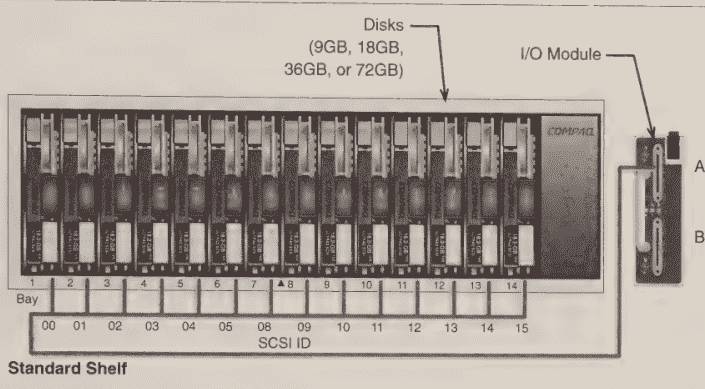 Disks
(9GB, 18GB,
36GB, or 72GB)
I/O Module
COMPAQ
A
B
1 2 3 4 5 6 7 ▲8 9 10 11 12 13 14
Bay
00 01 02 03 04 05 08 09 10 11 12 13 14 15
SCSI ID
Standard Shelf